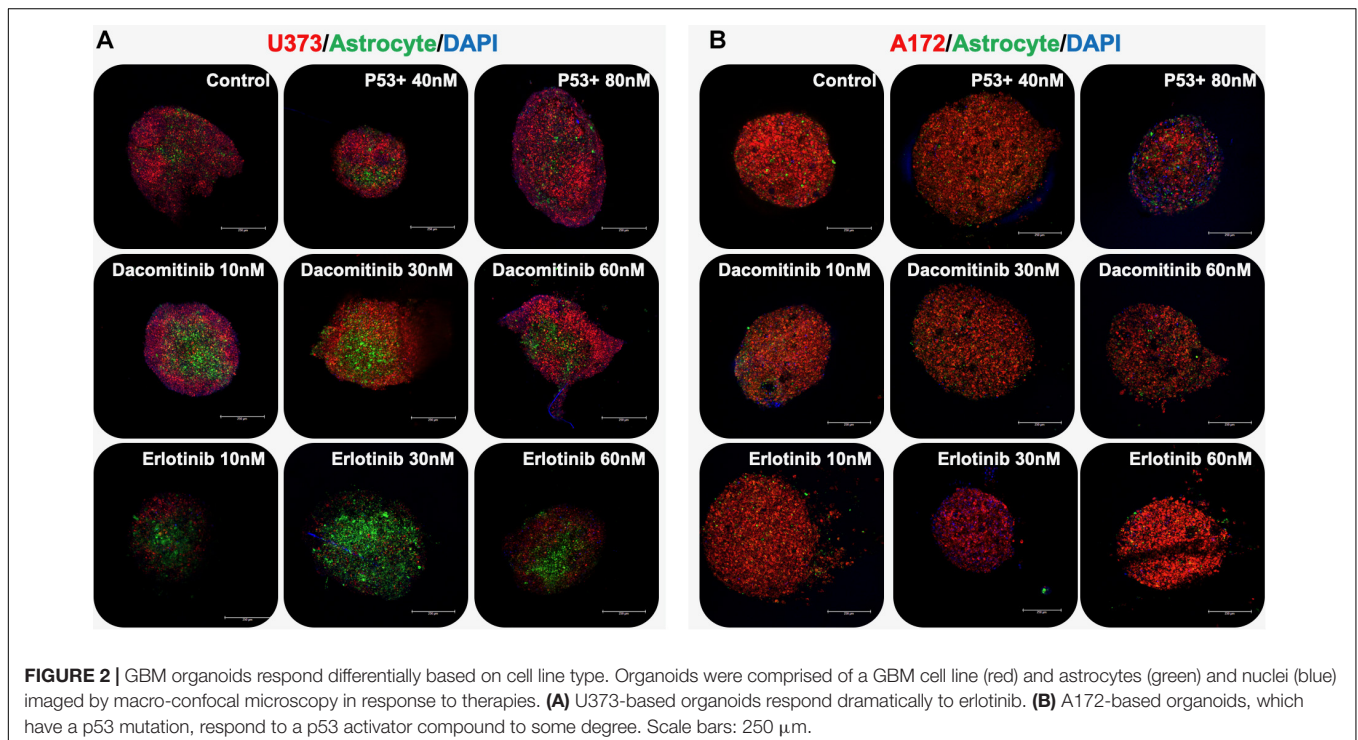 A
U373/Astrocyte/DAPI
Control
P53+ 40nM
P53+ 80nM
Dacomitinib 10nM
Dacomitinib 30nM
Dacomitinib 60nM
Erlotinib 10nM
Erlotinib 30nM
Erlotinib 60nM
B
A172/Astrocyte/DAPI
Control
P53+ 40nM
P53+ 80nM
Dacomitinib 10nM
Dacomitinib 30nM
Dacomitinib 60nM
Erlotinib 10nM
Erlotinib 30nM
Erlotinib 60nM
FIGURE 2 | GBM organoids respond differentially based on cell line type. Organoids were comprised of a GBM cell line (red) and astrocytes (green) and nuclei (blue)
imaged by macro-confocal microscopy in response to therapies. (A) U373-based organoids respond dramatically to erlotinib. (B) A172-based organoids, which
have a p53 mutation, respond to a p53 activator compound to some degree. Scale bars: 250 μm.